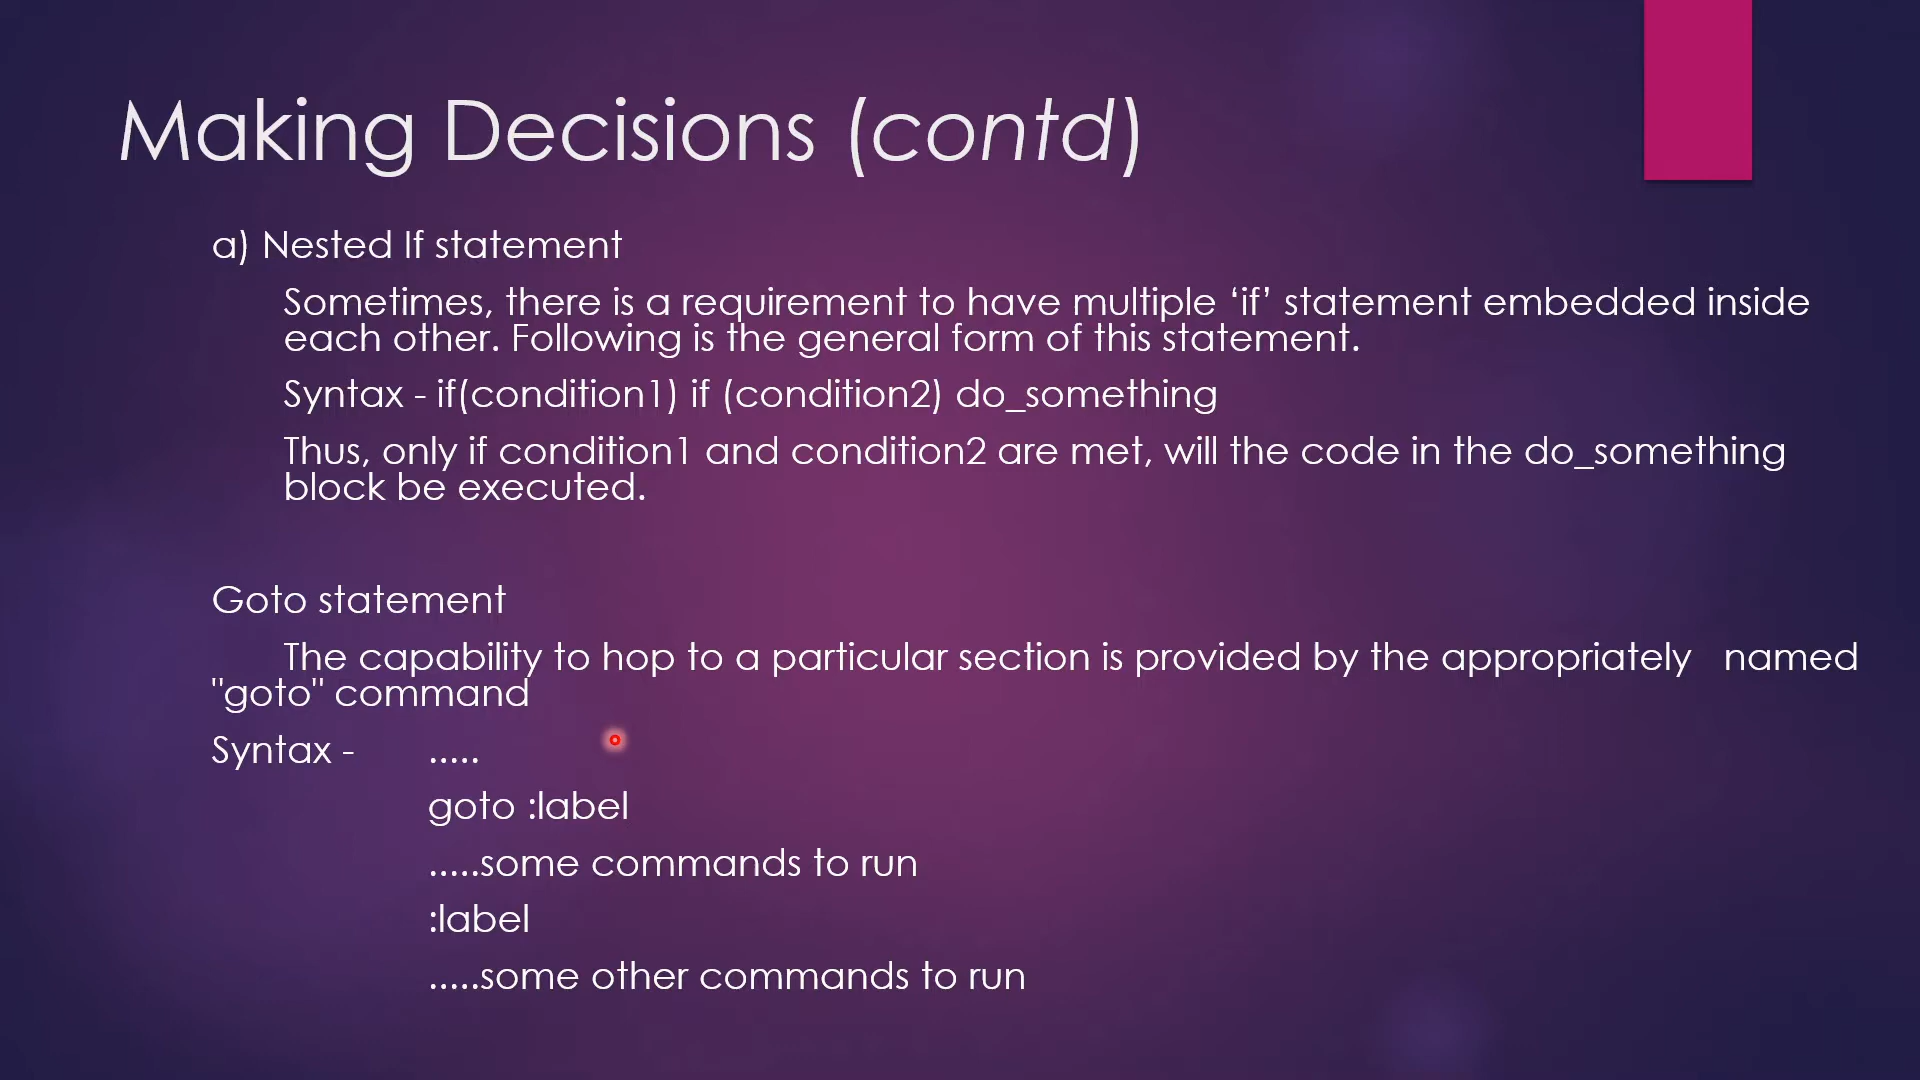 Making Decisions (contd)
a) Nested If statement
Sometimes, there is a requirement to have multiple ‘if’ statement embedded inside
each other. Following is the general form of this statement.
Syntax - if(condition1) if (condition2) do_something
Thus, only if condition1 and condition2 are met, will the code in the do_something
block be executed.
Goto statement
The capability to hop to a particular section is provided by the appropriately named
"goto" command
Syntax - .....
goto :label
.....some commands to run
:label
.....some other commands to run